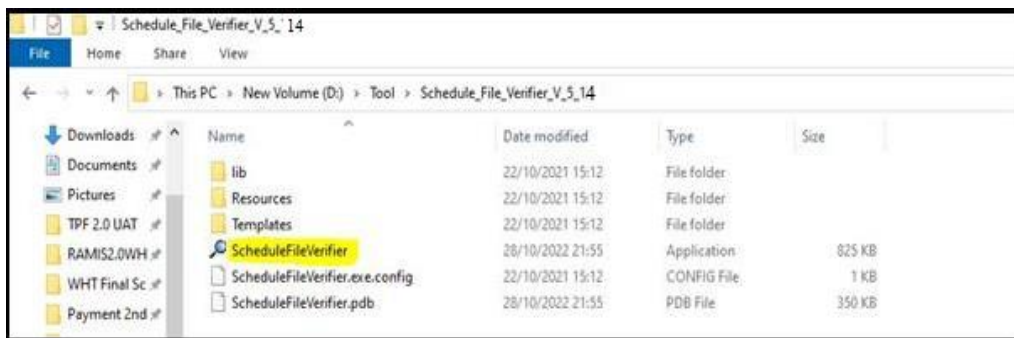 Schedule_File_Verifier_V_5_14
File Home Share View
This PC > New Volume (D:) > Tool > Schedule_File_Verifier_V_5_14
Downloads
Documents
Pictures
TPF 2.0 UAT
RAMIS2.0WH
WHT Final Sc
Payment 2nd
Name Date modified Type Size
lib 22/10/2021 15:12 File folder
Resources 22/10/2021 15:12 File folder
Templates 22/10/2021 15:12 File folder
ScheduleFileVerifier 28/10/2022 21:55 Application 825 KB
ScheduleFileVerifier.exe.config 22/10/2021 15:12 CONFIG File 1 KB
ScheduleFileVerifier.pdb 28/10/2022 21:55 PDB File 350 KB